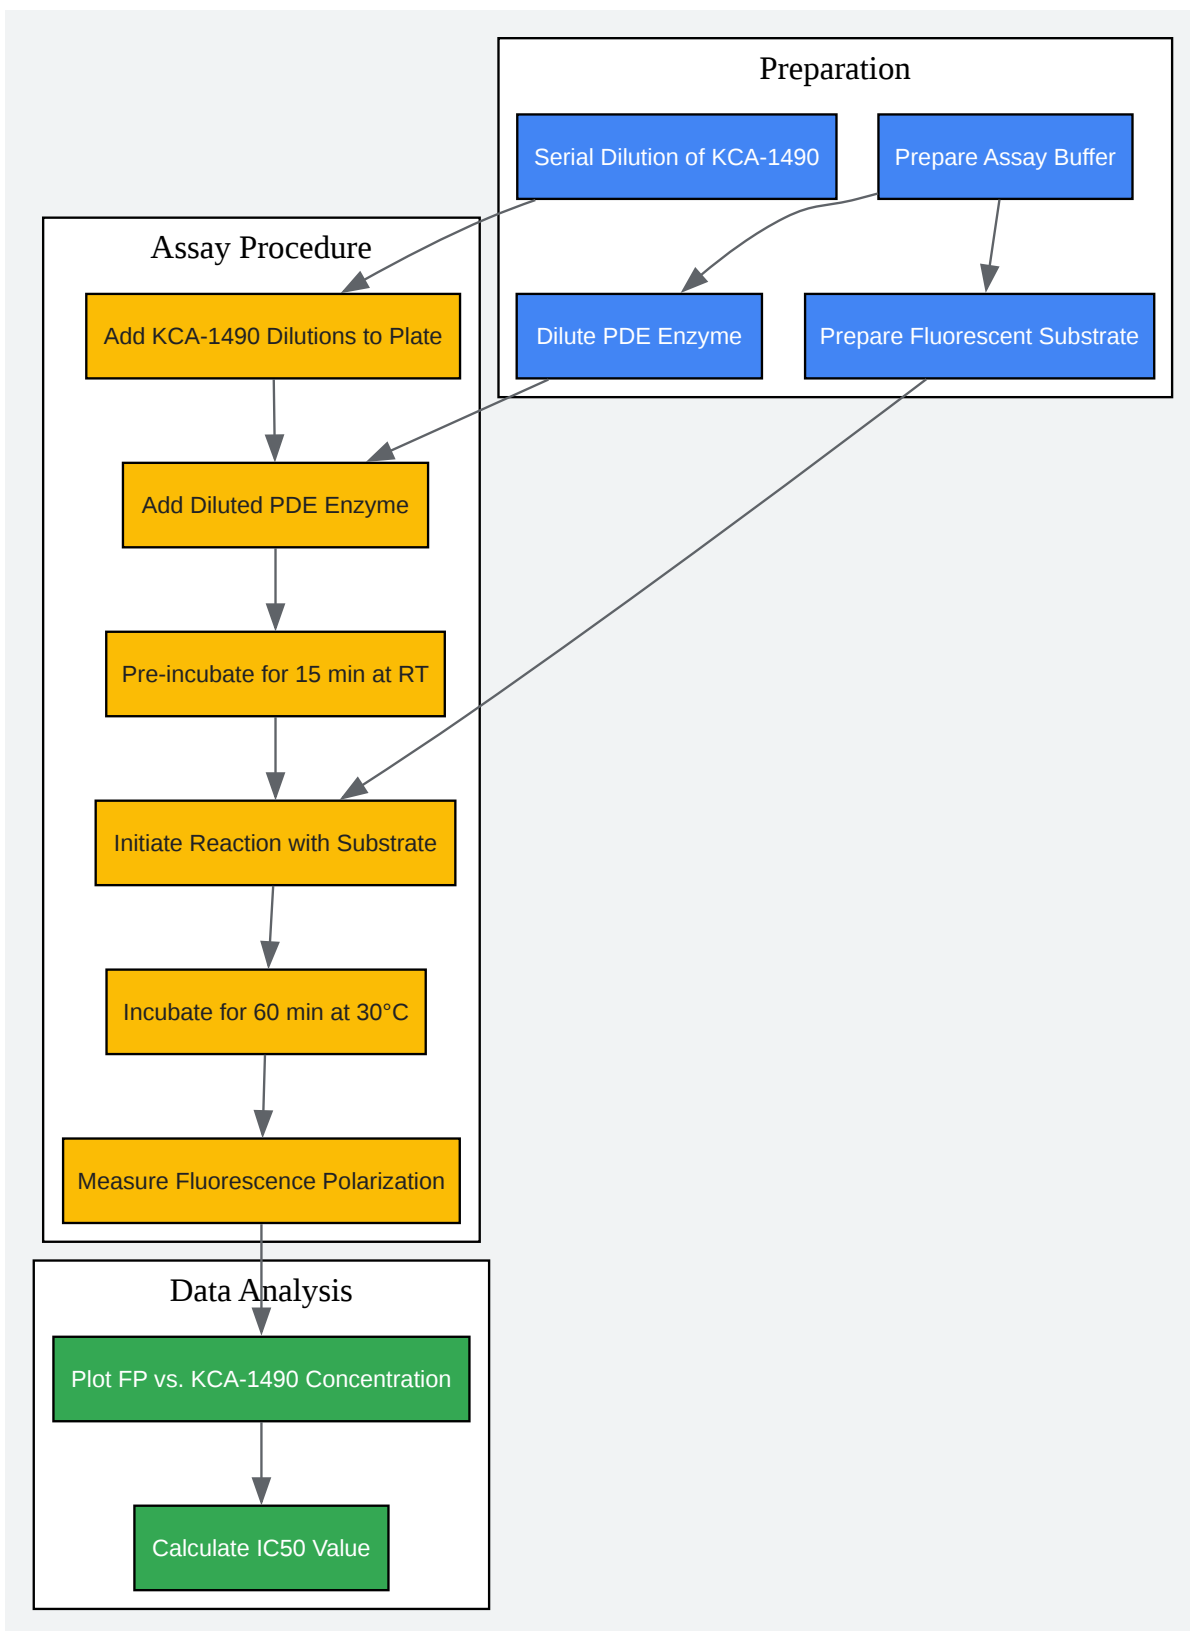 Preparation
Serial Dilution of KCA-1490
Prepare Assay Buffer
Dilute PDE Enzyme
Prepare Fluorescent Substrate
Assay Procedure
Add KCA-1490 Dilutions to Plate
Add Diluted PDE Enzyme
Pre-incubate for 15 min at RT
Initiate Reaction with Substrate
Incubate for 60 min at 30°C
Measure Fluorescence Polarization
Data Analysis
Plot FP vs. KCA-1490 Concentration
Calculate IC50 Value